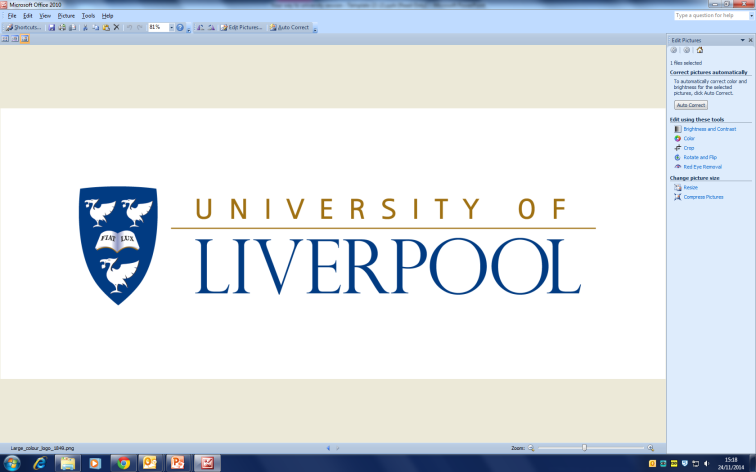 Microsoft Office 2010
File Edit View Picture Tools Help
Type a question for help
Shortcuts... 81% Edit Pictures... Auto Correct
Edit Pictures
1 files selected
Correct pictures automatically
To automatically correct color and
brightness for the selected
pictures, click Auto Correct.
Auto Correct
Edit using these tools
Brightness and Contrast
Color
Crop
Rotate and Flip
Red Eye Removal
Change picture size
Resize
Compress Pictures
UNIVERSITY OF
LIVERPOOL
FIAT LUX
Large_colour_logo_1849.png
Zoom:
15:18
24/11/2014